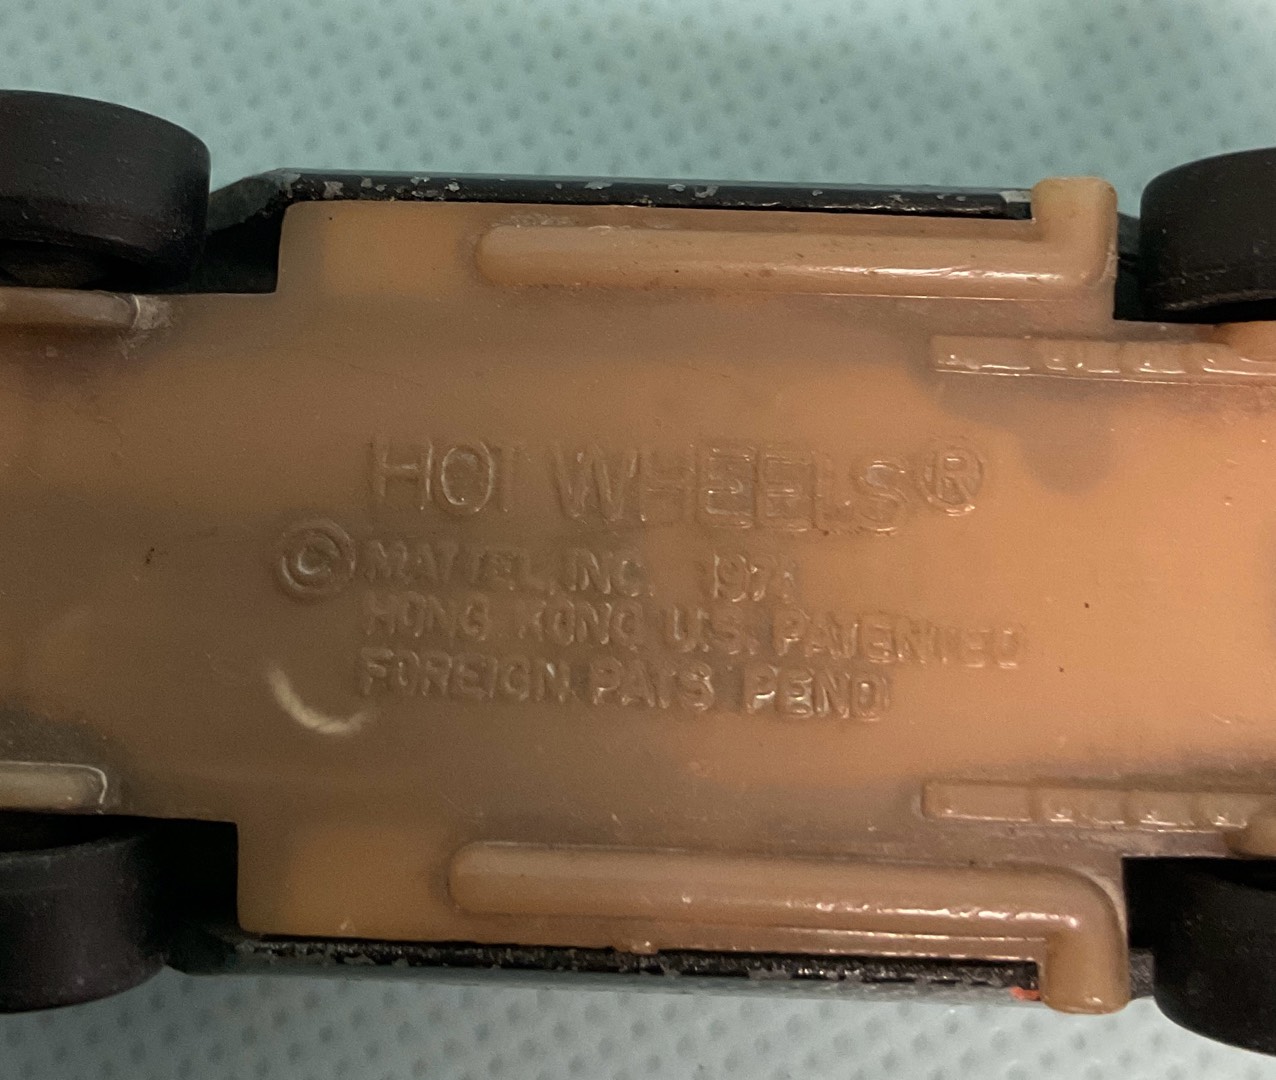 HOT WHEELS®
© MATTEL, INC.
HONG KONG U.S. PATENTED
FOREIGN PATS PEND